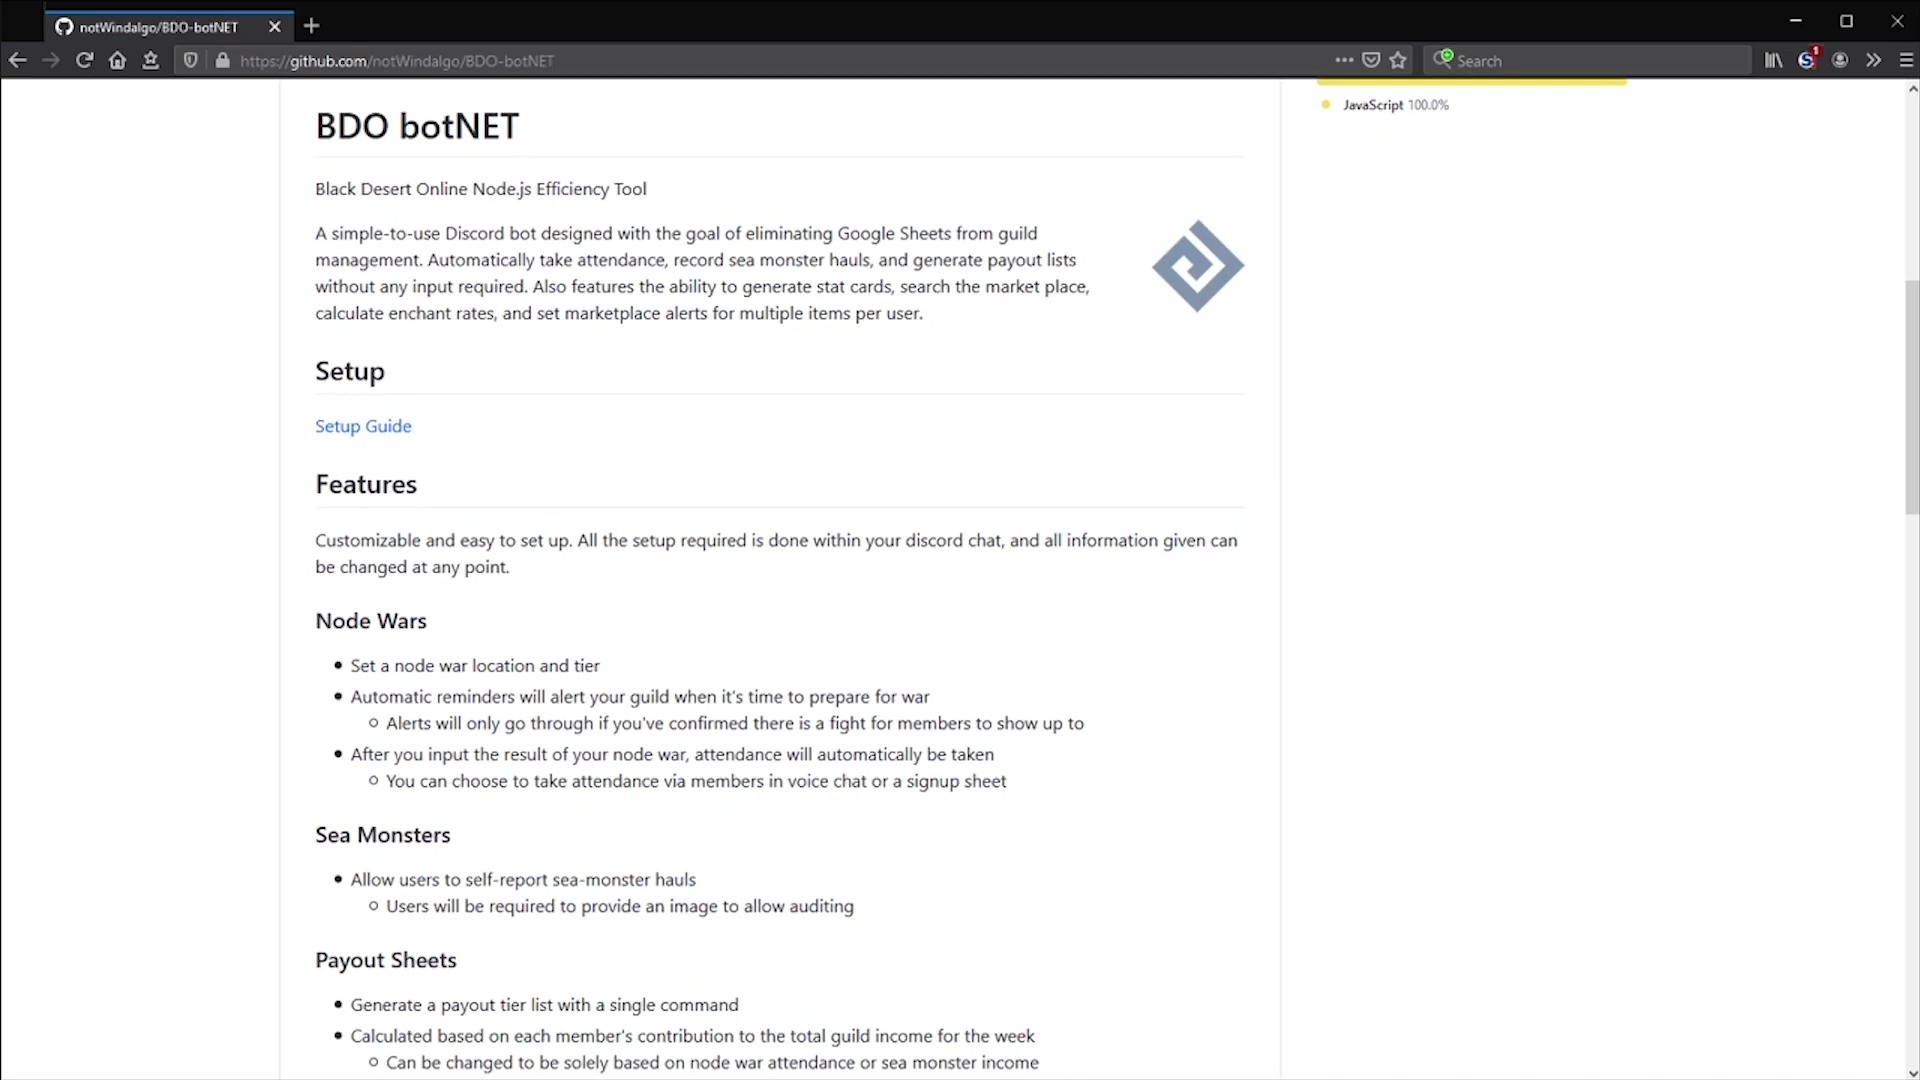 notWindalgo/BDO-botNET
https://github.com/notWindalgo/BDO-botNET
Search
1
JavaScript 100.0%
BDO botNET
Black Desert Online Node.js Efficiency Tool
A simple-to-use Discord bot designed with the goal of eliminating Google Sheets from guild
management. Automatically take attendance, record sea monster hauls, and generate payout lists
without any input required. Also features the ability to generate stat cards, search the market place,
calculate enchant rates, and set marketplace alerts for multiple items per user.
Setup
Setup Guide
Features
Customizable and easy to set up. All the setup required is done within your discord chat, and all information given can
be changed at any point.
Node Wars
Set a node war location and tier
Automatic reminders will alert your guild when it's time to prepare for war
Alerts will only go through if you've confirmed there is a fight for members to show up to
After you input the result of your node war, attendance will automatically be taken
You can choose to take attendance via members in voice chat or a signup sheet
Sea Monsters
Allow users to self-report sea-monster hauls
Users will be required to provide an image to allow auditing
Payout Sheets
Generate a payout tier list with a single command
Calculated based on each member's contribution to the total guild income for the week
Can be changed to be solely based on node war attendance or sea monster income